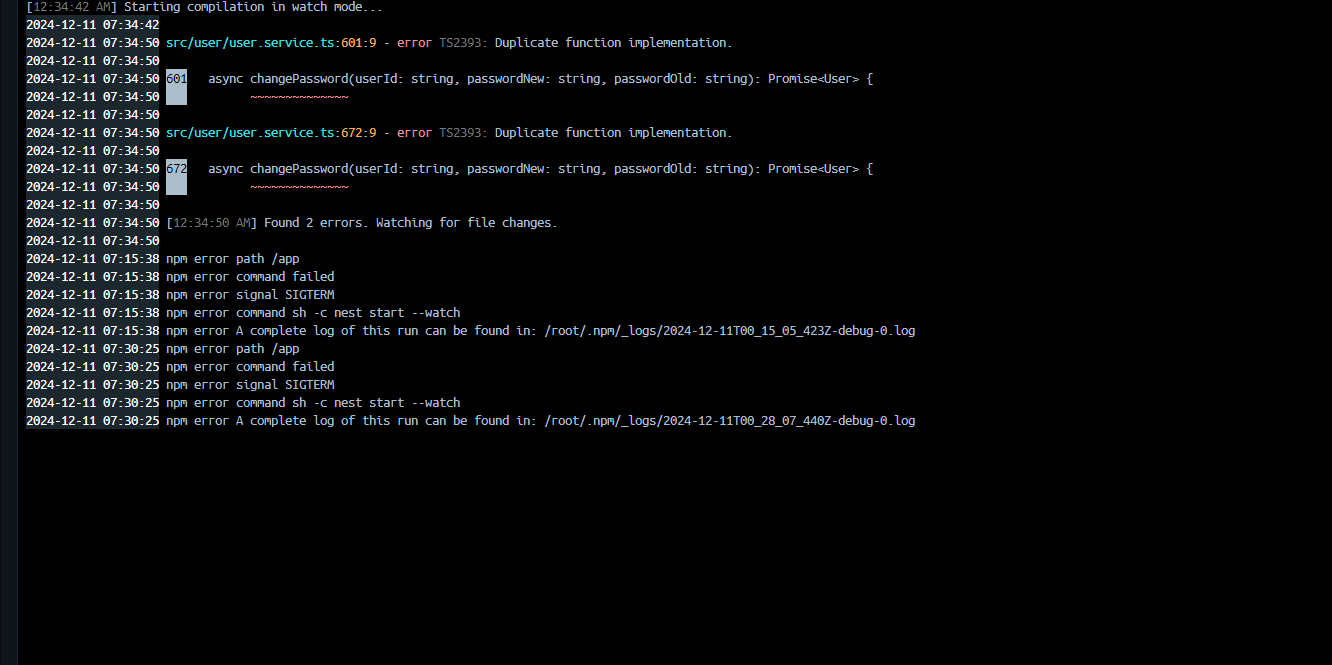 [12:34:42 AM] Starting compilation in watch mode...
2024-12-11 07:34:42
2024-12-11 07:34:50 src/user/user.service.ts:601:9 - error TS2393: Duplicate function implementation.
2024-12-11 07:34:50
2024-12-11 07:34:50 601   async changePassword(userId: string, passwordNew: string, passwordOld: string): Promise<User> {
2024-12-11 07:34:50             ~~~~~~~~~~~~~~
2024-12-11 07:34:50
2024-12-11 07:34:50 src/user/user.service.ts:672:9 - error TS2393: Duplicate function implementation.
2024-12-11 07:34:50
2024-12-11 07:34:50 672   async changePassword(userId: string, passwordNew: string, passwordOld: string): Promise<User> {
2024-12-11 07:34:50             ~~~~~~~~~~~~~~
2024-12-11 07:34:50
2024-12-11 07:34:50 [12:34:50 AM] Found 2 errors. Watching for file changes.
2024-12-11 07:34:50
2024-12-11 07:15:38 npm error path /app
2024-12-11 07:15:38 npm error command failed
2024-12-11 07:15:38 npm error signal SIGTERM
2024-12-11 07:15:38 npm error command sh -c nest start --watch
2024-12-11 07:15:38 npm error A complete log of this run can be found in: /root/.npm/_logs/2024-12-11T00_15_05_423Z-debug-0.log
2024-12-11 07:30:25 npm error path /app
2024-12-11 07:30:25 npm error command failed
2024-12-11 07:30:25 npm error signal SIGTERM
2024-12-11 07:30:25 npm error command sh -c nest start --watch
2024-12-11 07:30:25 npm error A complete log of this run can be found in: /root/.npm/_logs/2024-12-11T00_28_07_440Z-debug-0.log